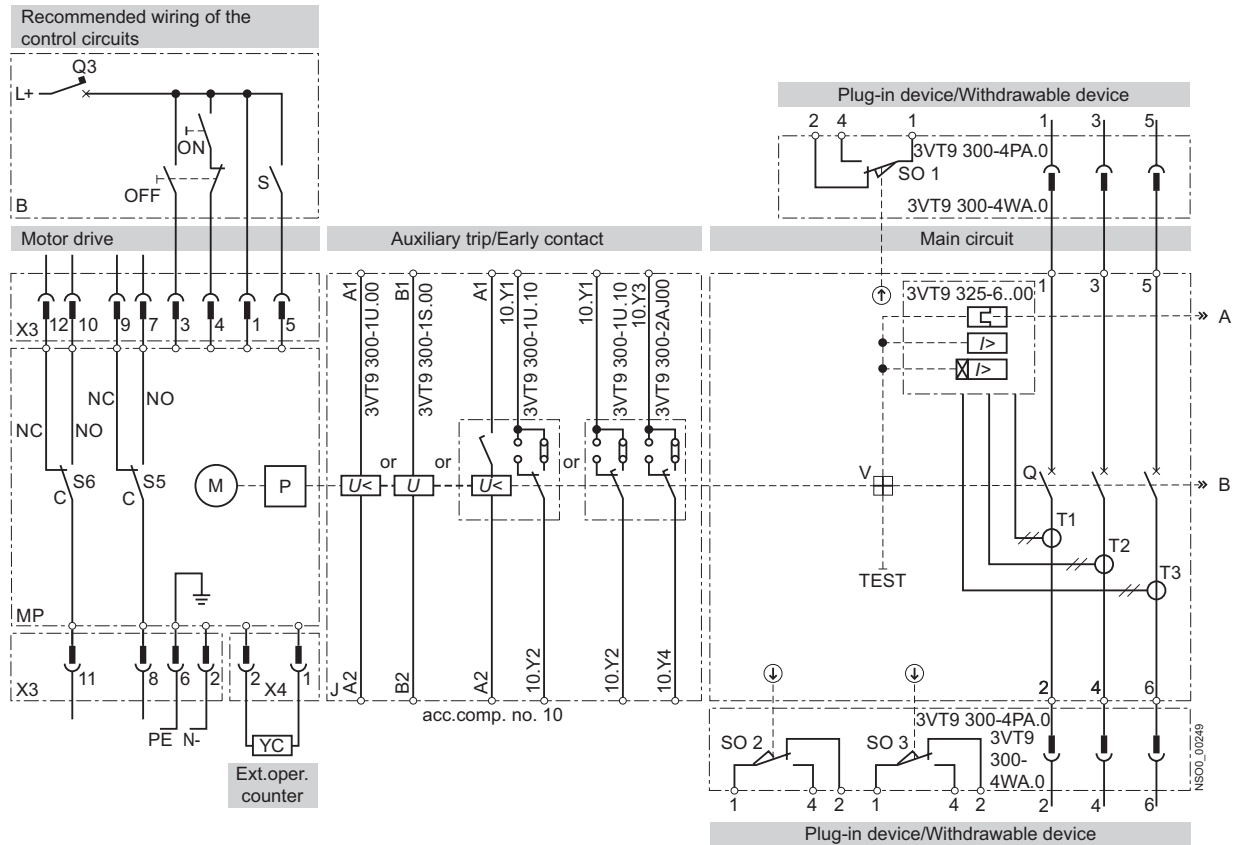 Recommended wiring of the
control circuits
Q3
L+
ON
OFF
S
B
Plug-in device/Withdrawable device
2 4 1 1 3 5
3VT9 300-4PA.0
SO 1
3VT9 300-4WA.0
Motor drive
Auxiliary trip/Early contact
Main circuit
X3 12 10 9 7 3 4 1 5
A1
3VT9 300-1U.00
B1
3VT9 300-1S.00
A1
10.Y1
3VT9 300-1U.10
10.Y1
3VT9 300-1U.10
10.Y3
3VT9 300-2AJ00
1 3 5
3VT9 325-6..00
A
I>
I>
NC NO
NC NO
S6
C
S5
C
M
P
U<
or
U
or
U<
or
V
Q
B
T1
T2
T3
TEST
MP
X3 11 8 6 2
2 X4 1
PE N-
YC
Ext.oper.
counter
J
A2
B2
A2
10.Y2
10.Y2
10.Y4
acc.comp. no. 10
2 4 6
3VT9 300-4PA.0
SO 2
SO 3
3VT9
300-
4WA.0
1 4 2 1 4 2 2 4 6
NSO0_00249
Plug-in device/Withdrawable device